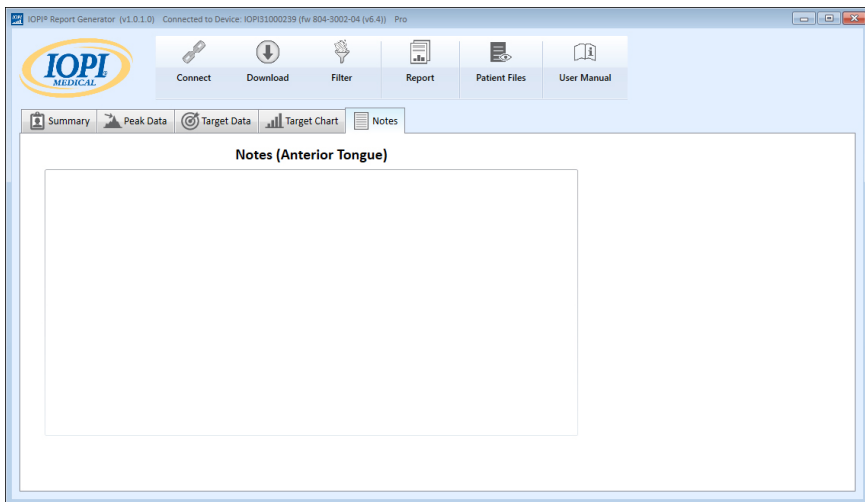 IOPI® Report Generator (v1.0.1.0) Connected to Device: IOPI31000239 (fw 804-3002-04 (v6.4)) Pro
IOPI
MEDICAL
Connect Download Filter Report Patient Files User Manual
Summary Peak Data Target Data Target Chart Notes
Notes (Anterior Tongue)